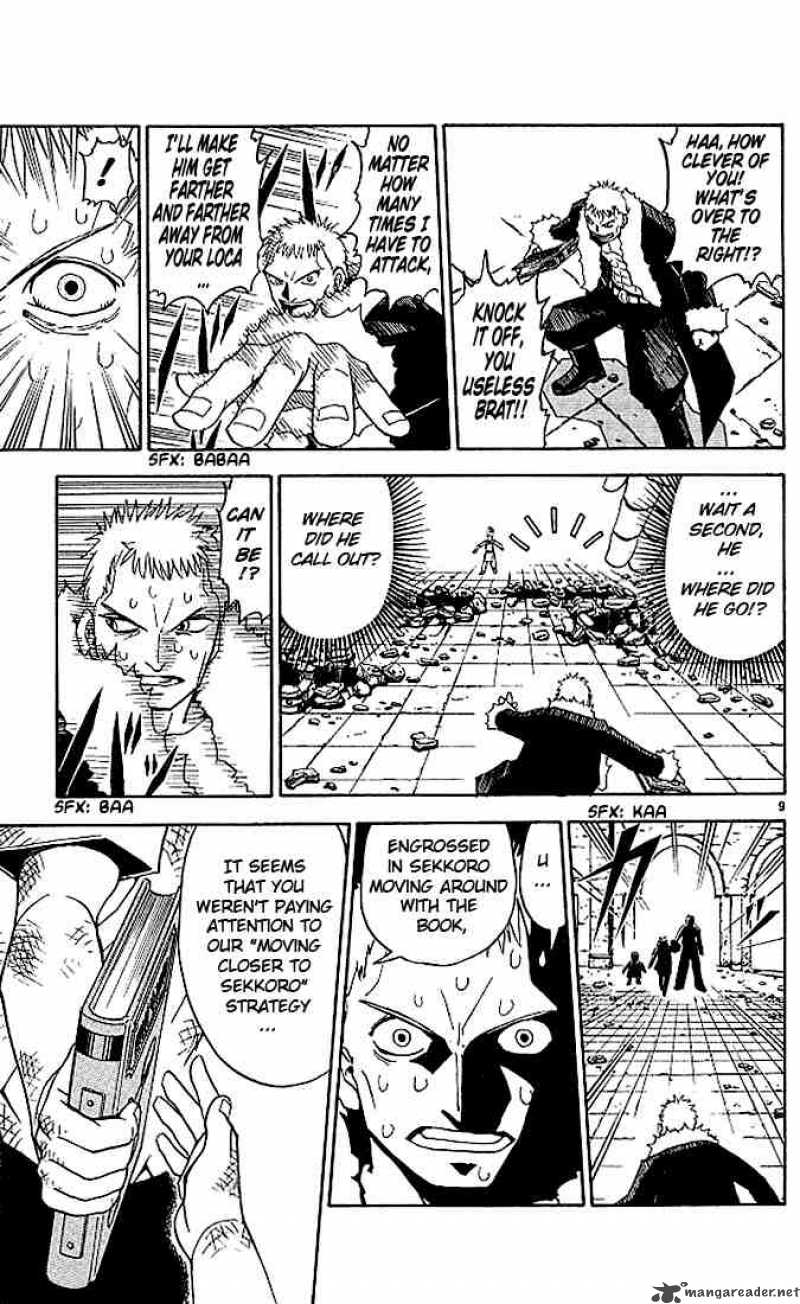 HAA, HOW
CLEVER OF
YOU!
WHAT'S
OVER TO
THE
RIGHT!?
KNOCK
IT OFF,
YOU
USELESS
BRAT!!
NO
MATTER
HOW
MANY
TIMES I
HAVE TO
ATTACK,
I'LL MAKE
HIM GET
FARTHER
AND FARTHER
AWAY FROM
YOUR LOCA
...
!
SFX: BABAA
...
WAIT A
SECOND,
HE
...
WHERE DID
HE GO!?
WHERE
DID HE
CALL OUT?
CAN
IT
BE
!?
SFX: BAA
9
SFX: KAA
U
...
ENGROSSED
IN SEKKORO
MOVING AROUND
WITH THE
BOOK,
IT SEEMS
THAT YOU
WEREN'T PAYING
ATTENTION TO
OUR "MOVING
CLOSER TO
SEKKORO"
STRATEGY
...
mangareader.net